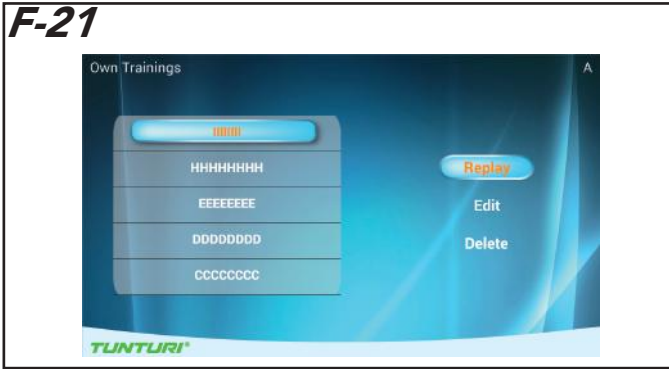 F-21
Own Trainings
A
IIIIIIII
HHHHHHHH
EEEEEEEE
DDDDDDDD
CCCCCCCC
Replay
Edit
Delete
TUNTURI®